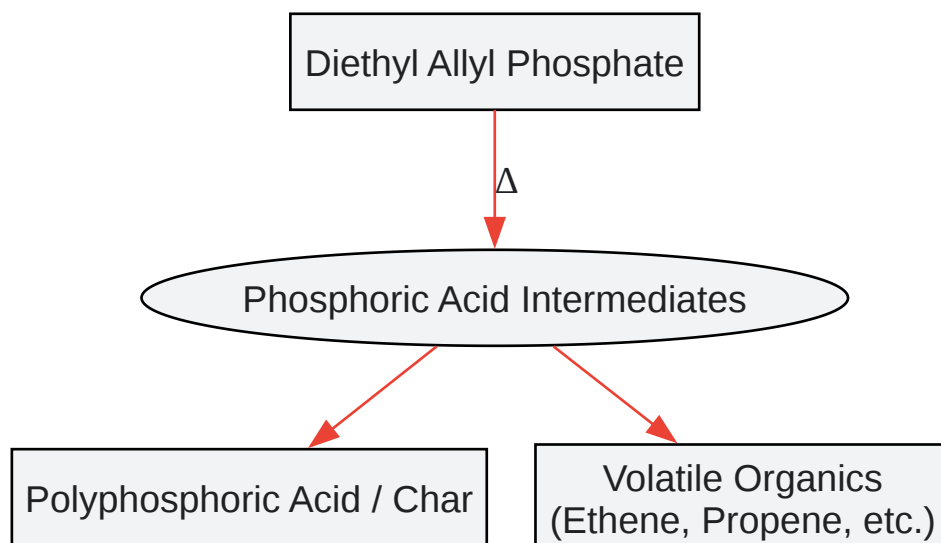 Diethyl Allyl Phosphate
Δ
Phosphoric Acid Intermediates
Polyphosphoric Acid / Char
Volatile Organics
(Ethene, Propene, etc.)